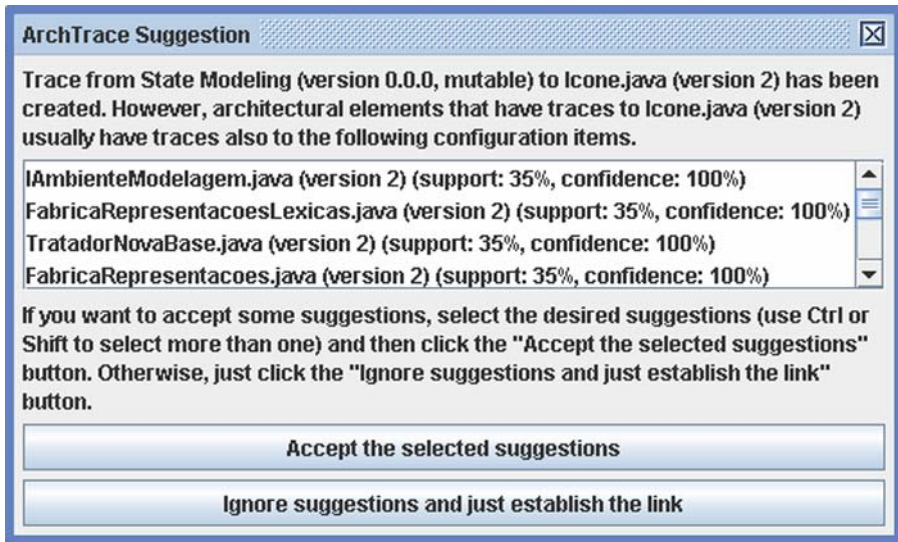 ArchTrace Suggestion
Trace from State Modeling (version 0.0.0, mutable) to Icone.java (version 2) has been
created. However, architectural elements that have traces to Icone.java (version 2)
usually have traces also to the following configuration items.
IAmbienteModelagem.java (version 2) (support: 35%, confidence: 100%)
FabricaRepresentacoesLexicas.java (version 2) (support: 35%, confidence: 100%)
TratadorNovaBase.java (version 2) (support: 35%, confidence: 100%)
FabricaRepresentacoes.java (version 2) (support: 35%, confidence: 100%)
If you want to accept some suggestions, select the desired suggestions (use Ctrl or
Shift to select more than one) and then click the "Accept the selected suggestions"
button. Otherwise, just click the "Ignore suggestions and just establish the link"
button.
Accept the selected suggestions
Ignore suggestions and just establish the link